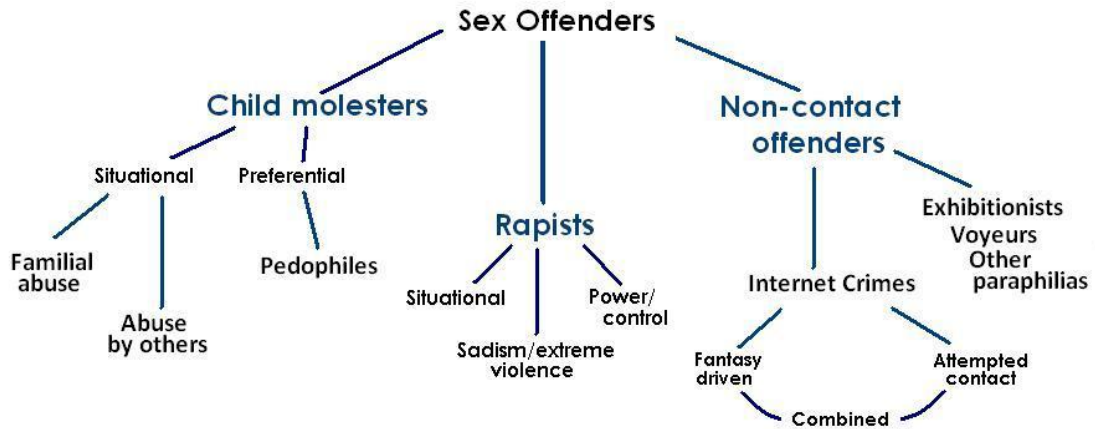 Sex Offenders
Child molesters
Non-contact
offenders
Situational
Preferential
Exhibitionists
Voyeurs
Other
paraphilias
Rapists
Familial
abuse
Pedophiles
Internet Crimes
Situational
Power/
control
Abuse
by others
Sadism/extreme
violence
Fantasy
driven
Attempted
contact
Combined